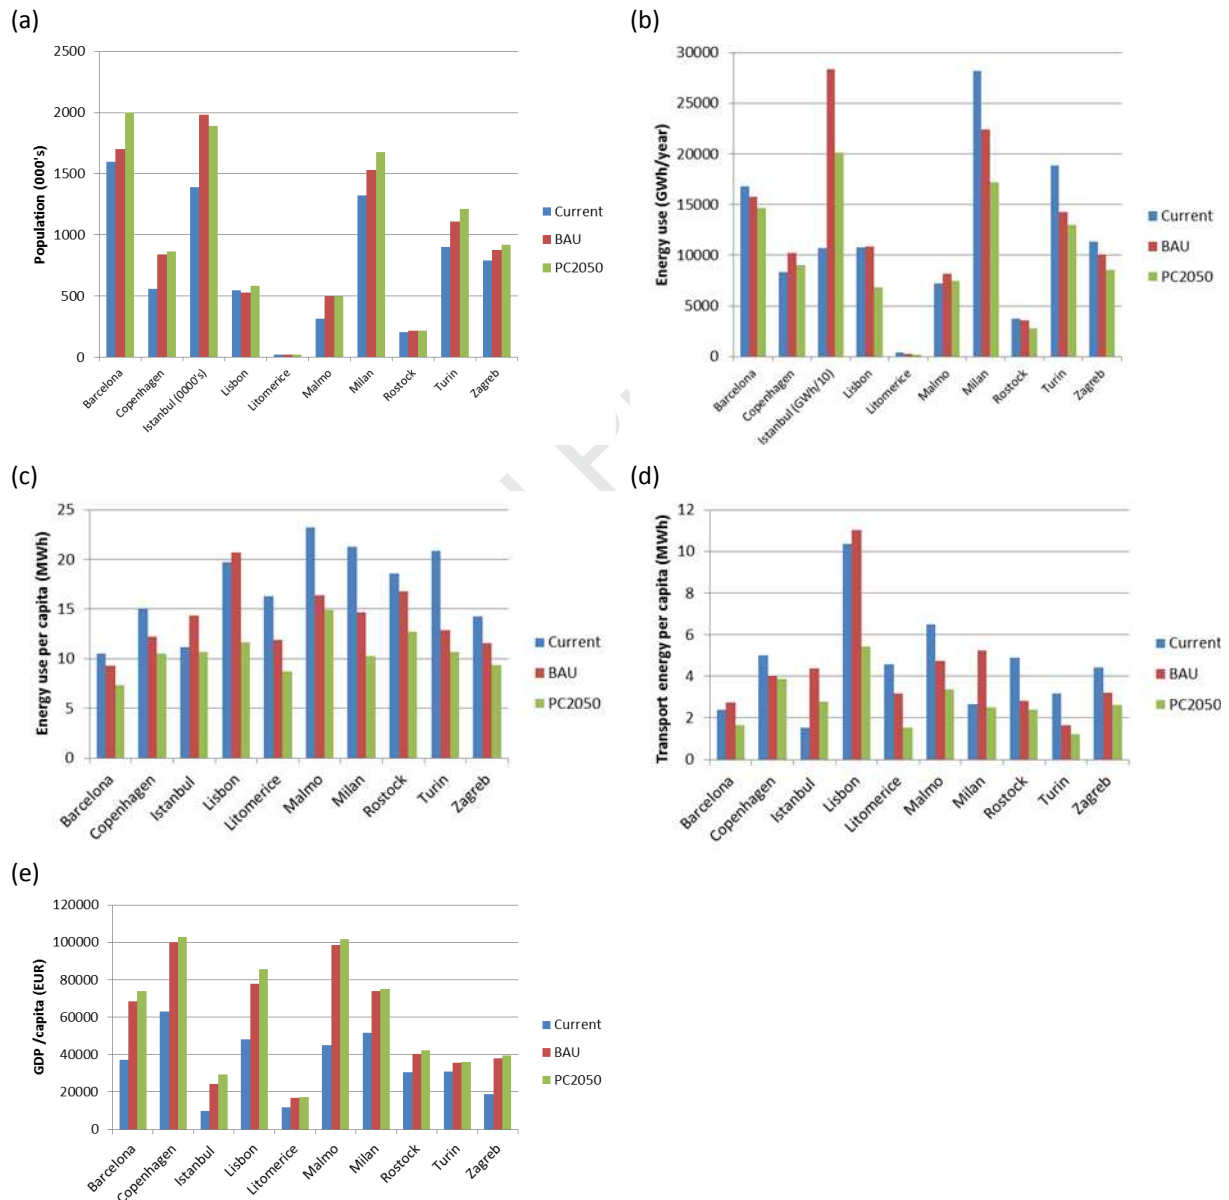 (a)
2500
2000
1500
1000
500
0
Population (000's)
Barcelona
Copenhagen
Istanbul (0000's)
Lisbon
Litomerice
Malmo
Milan
Rostock
Turin
Zagreb
Current
BAU
PC2050
(b)
30000
25000
20000
15000
10000
5000
0
Energy use (GWh/year)
Barcelona
Copenhagen
Istanbul (GWh/10)
Lisbon
Litomerice
Malmo
Milan
Rostock
Turin
Zagreb
Current
BAU
PC2050
(c)
25
20
15
10
5
0
Energy use per capita (MWh)
Barcelona
Copenhagen
Istanbul
Lisbon
Litomerice
Malmo
Milan
Rostock
Turin
Zagreb
Current
BAU
PC2050
(d)
12
10
8
6
4
2
0
Transport energy per capita (MWh)
Barcelona
Copenhagen
Istanbul
Lisbon
Litomerice
Malmo
Milan
Rostock
Turin
Zagreb
Current
BAU
PC2050
(e)
120000
100000
80000
60000
40000
20000
0
GDP /capita (EUR)
Barcelona
Copenhagen
Istanbul
Lisbon
Litomerice
Malmo
Milan
Rostock
Turin
Zagreb
Current
BAU
PC2050